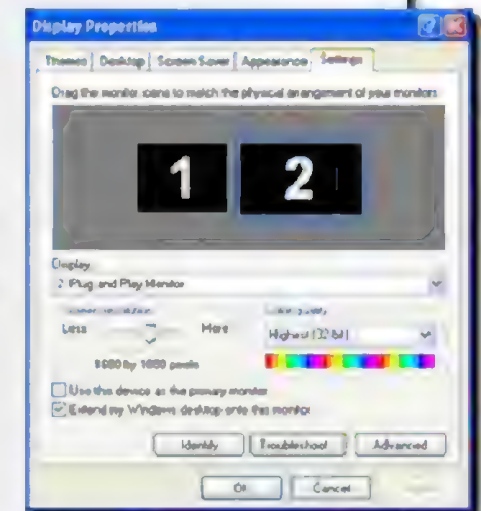 Display Properties
Themes Desktop Screen Saver Appearance Settings
Drag the monitor icons to match the physical arrangement of your monitors
1 2
Display
2 Plug and Play Monitor
Less More
Highest (32 bit)
pixels
Use this device as the primary monitor
Extend my Windows desktop onto this monitor
Identify Troubleshoot Advanced
OK Cancel